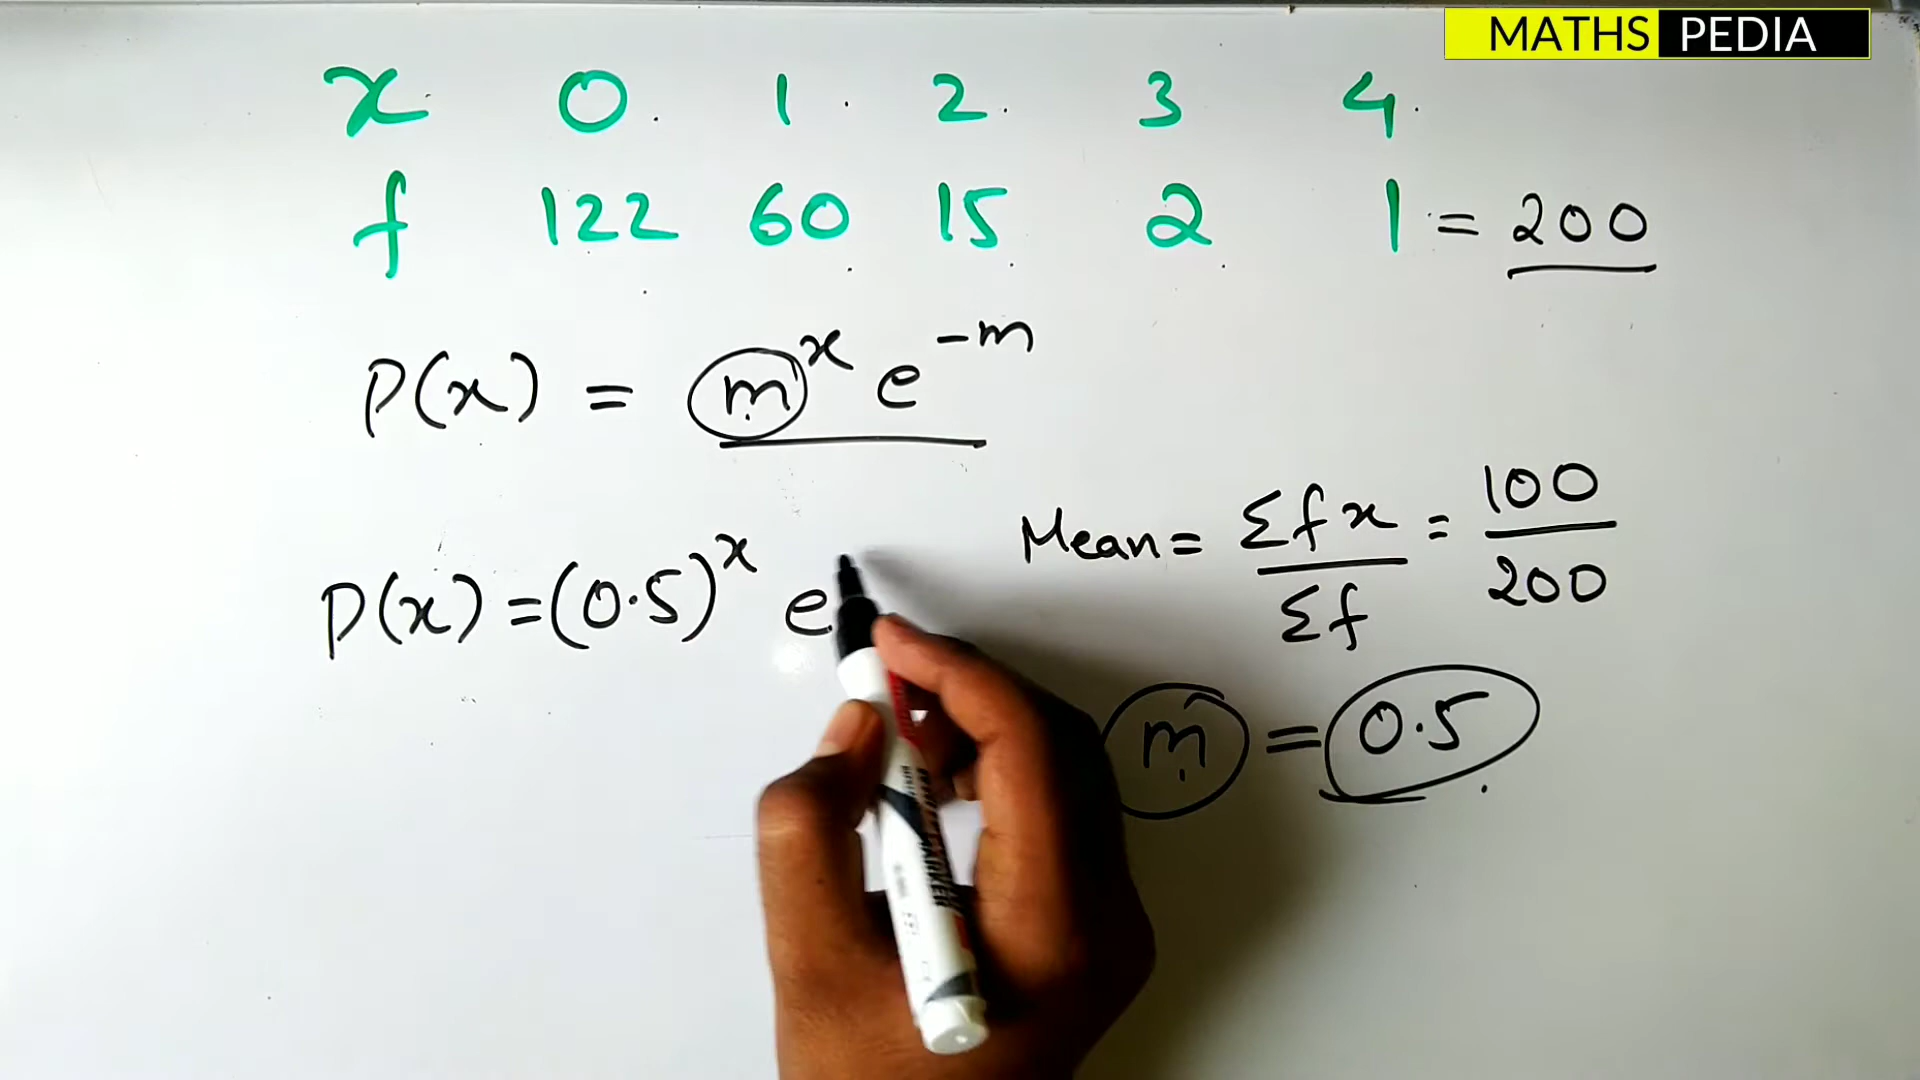 MATHS PEDIA
x 0 1 2 3 4
f 122 60 15 2 1 = 200
P(x) = m^x e^-m
Mean = Σfx/Σf = 100/200
P(x) = (0.5)^x e
m = 0.5